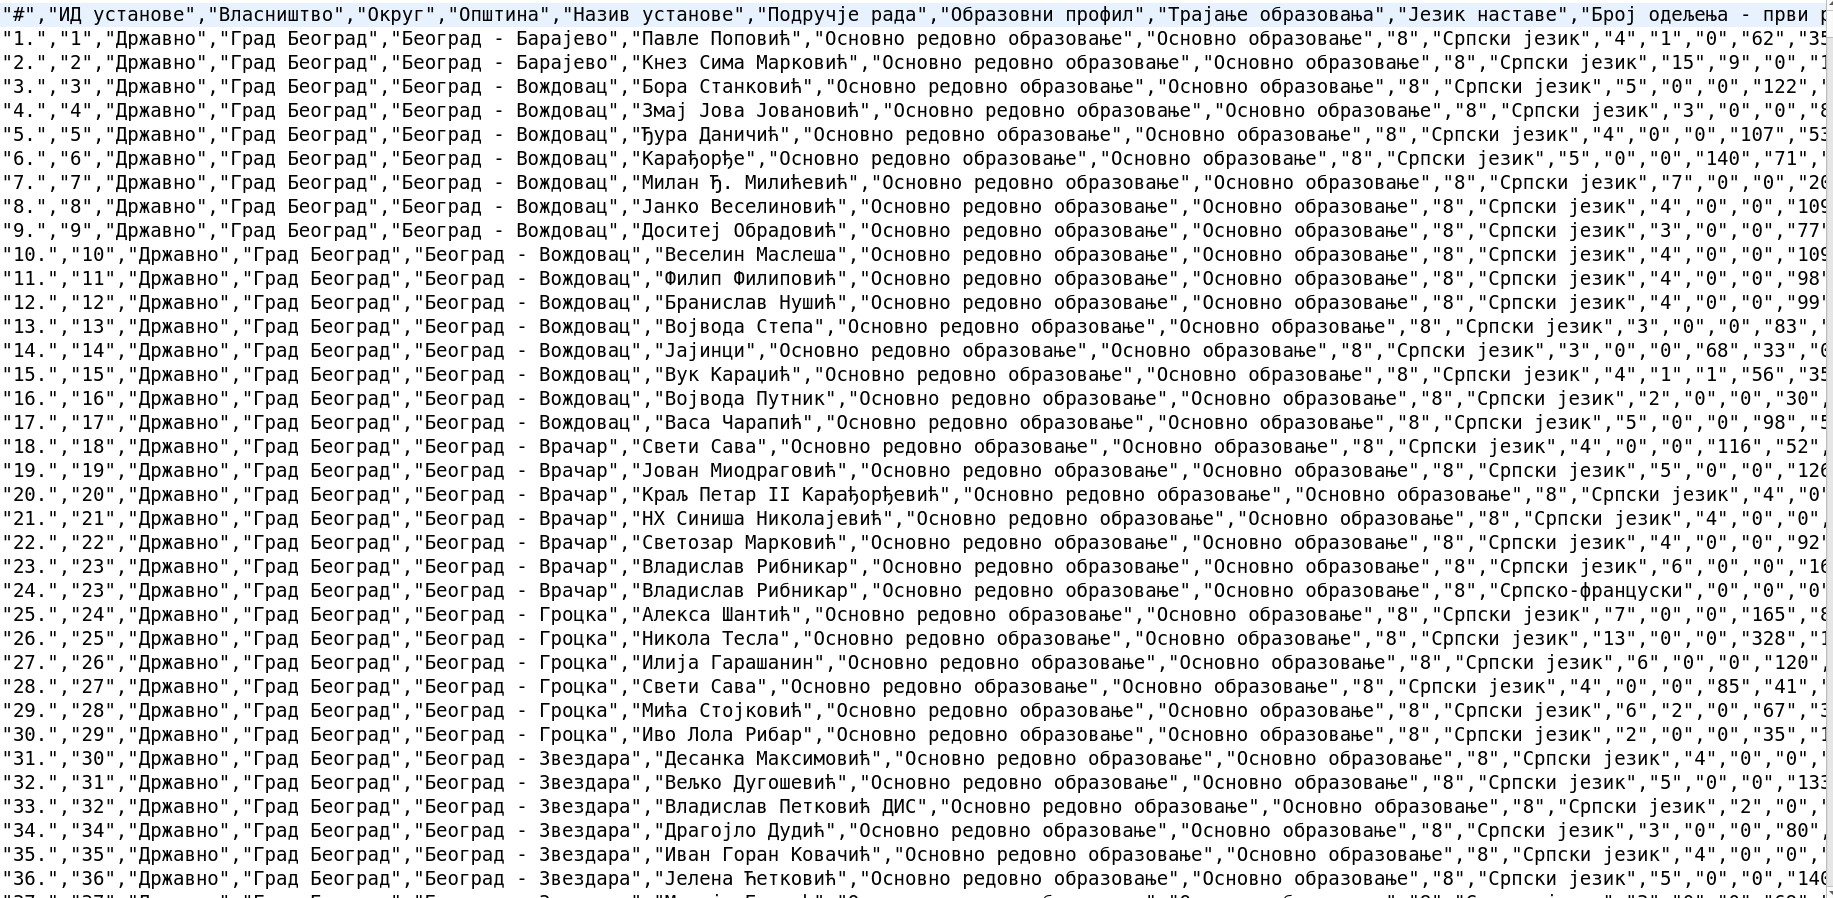 "#","ИД установе","Власништво","Округ","Општина","Назив установе","Подручје рада","Образовни профил","Трајање образовања","Језик наставе","Број одељења - први
"1.","1","Државно","Град Београд","Београд - Барајево","Павле Поповић","Основно редовно образовање","Основно образовање","8","Српски језик","4","1","0","62","35
"2.","2","Државно","Град Београд","Београд - Барајево","Кнез Сима Марковић","Основно редовно образовање","Основно образовање","8","Српски језик","15","9","0","1
"3.","3","Државно","Град Београд","Београд - Вождовац","Бора Станковић","Основно редовно образовање","Основно образовање","8","Српски језик","5","0","0","122","
"4.","4","Државно","Град Београд","Београд - Вождовац","Змај Јова Јовановић","Основно редовно образовање","Основно образовање","8","Српски језик","3","0","0","8
"5.","5","Државно","Град Београд","Београд - Вождовац","Ђура Даничић","Основно редовно образовање","Основно образовање","8","Српски језик","4","0","0","107","53
"6.","6","Државно","Град Београд","Београд - Вождовац","Карађорђе","Основно редовно образовање","Основно образовање","8","Српски језик","5","0","0","140","71","
"7.","7","Државно","Град Београд","Београд - Вождовац","Милан Ђ. Милићевић","Основно редовно образовање","Основно образовање","8","Српски језик","7","0","0","20
"8.","8","Државно","Град Београд","Београд - Вождовац","Јанко Веселиновић","Основно редовно образовање","Основно образовање","8","Српски језик","4","0","0","109
"9.","9","Државно","Град Београд","Београд - Вождовац","Доситеј Обрадовић","Основно редовно образовање","Основно образовање","8","Српски језик","3","0","0","77"
"10.","10","Државно","Град Београд","Београд - Вождовац","Веселин Маслеша","Основно редовно образовање","Основно образовање","8","Српски језик","4","0","0","109
"11.","11","Државно","Град Београд","Београд - Вождовац","Филип Филиповић","Основно редовно образовање","Основно образовање","8","Српски језик","4","0","0","98"
"12.","12","Државно","Град Београд","Београд - Вождовац","Бранислав Нушић","Основно редовно образовање","Основно образовање","8","Српски језик","4","0","0","99"
"13.","13","Државно","Град Београд","Београд - Вождовац","Војвода Степа","Основно редовно образовање","Основно образовање","8","Српски језик","3","0","0","83","
"14.","14","Државно","Град Београд","Београд - Вождовац","Јајинци","Основно редовно образовање","Основно образовање","8","Српски језик","3","0","0","68","33","0
"15.","15","Државно","Град Београд","Београд - Вождовац","Вук Караџић","Основно редовно образовање","Основно образовање","8","Српски језик","4","1","1","56","35
"16.","16","Државно","Град Београд","Београд - Вождовац","Војвода Путник","Основно редовно образовање","Основно образовање","8","Српски језик","2","0","0","30",
"17.","17","Државно","Град Београд","Београд - Вождовац","Васа Чарапић","Основно редовно образовање","Основно образовање","8","Српски језик","5","0","0","98","5
"18.","18","Државно","Град Београд","Београд - Врачар","Свети Сава","Основно редовно образовање","Основно образовање","8","Српски језик","4","0","0","116","52",
"19.","19","Државно","Град Београд","Београд - Врачар","Јован Миодраговић","Основно редовно образовање","Основно образовање","8","Српски језик","5","0","0","126
"20.","20","Државно","Град Београд","Београд - Врачар","Краљ Петар II Карађорђевић","Основно редовно образовање","Основно образовање","8","Српски језик","4","0"
"21.","21","Државно","Град Београд","Београд - Врачар","НХ Синиша Николајевић","Основно редовно образовање","Основно образовање","8","Српски језик","4","0","0",
"22.","22","Државно","Град Београд","Београд - Врачар","Светозар Марковић","Основно редовно образовање","Основно образовање","8","Српски језик","4","0","0","92"
"23.","23","Државно","Град Београд","Београд - Врачар","Владислав Рибникар","Основно редовно образовање","Основно образовање","8","Српски језик","6","0","0","16
"24.","23","Државно","Град Београд","Београд - Врачар","Владислав Рибникар","Основно редовно образовање","Основно образовање","8","Српско-француски","0","0","0"
"25.","24","Државно","Град Београд","Београд - Гроцка","Алекса Шантић","Основно редовно образовање","Основно образовање","8","Српски језик","7","0","0","165","8
"26.","25","Државно","Град Београд","Београд - Гроцка","Никола Тесла","Основно редовно образовање","Основно образовање","8","Српски језик","13","0","0","328","1
"27.","26","Државно","Град Београд","Београд - Гроцка","Илија Гарашанин","Основно редовно образовање","Основно образовање","8","Српски језик","6","0","0","120",
"28.","27","Државно","Град Београд","Београд - Гроцка","Свети Сава","Основно редовно образовање","Основно образовање","8","Српски језик","4","0","0","85","41","
"29.","28","Државно","Град Београд","Београд - Гроцка","Мића Стојковић","Основно редовно образовање","Основно образовање","8","Српски језик","6","2","0","67","3
"30.","29","Државно","Град Београд","Београд - Гроцка","Иво Лола Рибар","Основно редовно образовање","Основно образовање","8","Српски језик","2","0","0","35","1
"31.","30","Државно","Град Београд","Београд - Звездара","Десанка Максимовић","Основно редовно образовање","Основно образовање","8","Српски језик","4","0","0",
"32.","31","Државно","Град Београд","Београд - Звездара","Вељко Дугошевић","Основно редовно образовање","Основно образовање","8","Српски језик","5","0","0","133
"33.","32","Државно","Град Београд","Београд - Звездара","Владислав Петковић ДИС","Основно редовно образовање","Основно образовање","8","Српски језик","2","0","
"34.","34","Државно","Град Београд","Београд - Звездара","Драгојло Дудић","Основно редовно образовање","Основно образовање","8","Српски језик","3","0","0","80",
"35.","35","Државно","Град Београд","Београд - Звездара","Иван Горан Ковачић","Основно редовно образовање","Основно образовање","8","Српски језик","4","0","0","
"36.","36","Државно","Град Београд","Београд - Звездара","Јелена Ћетковић","Основно редовно образовање","Основно образовање","8","Српски језик","5","0","0","140